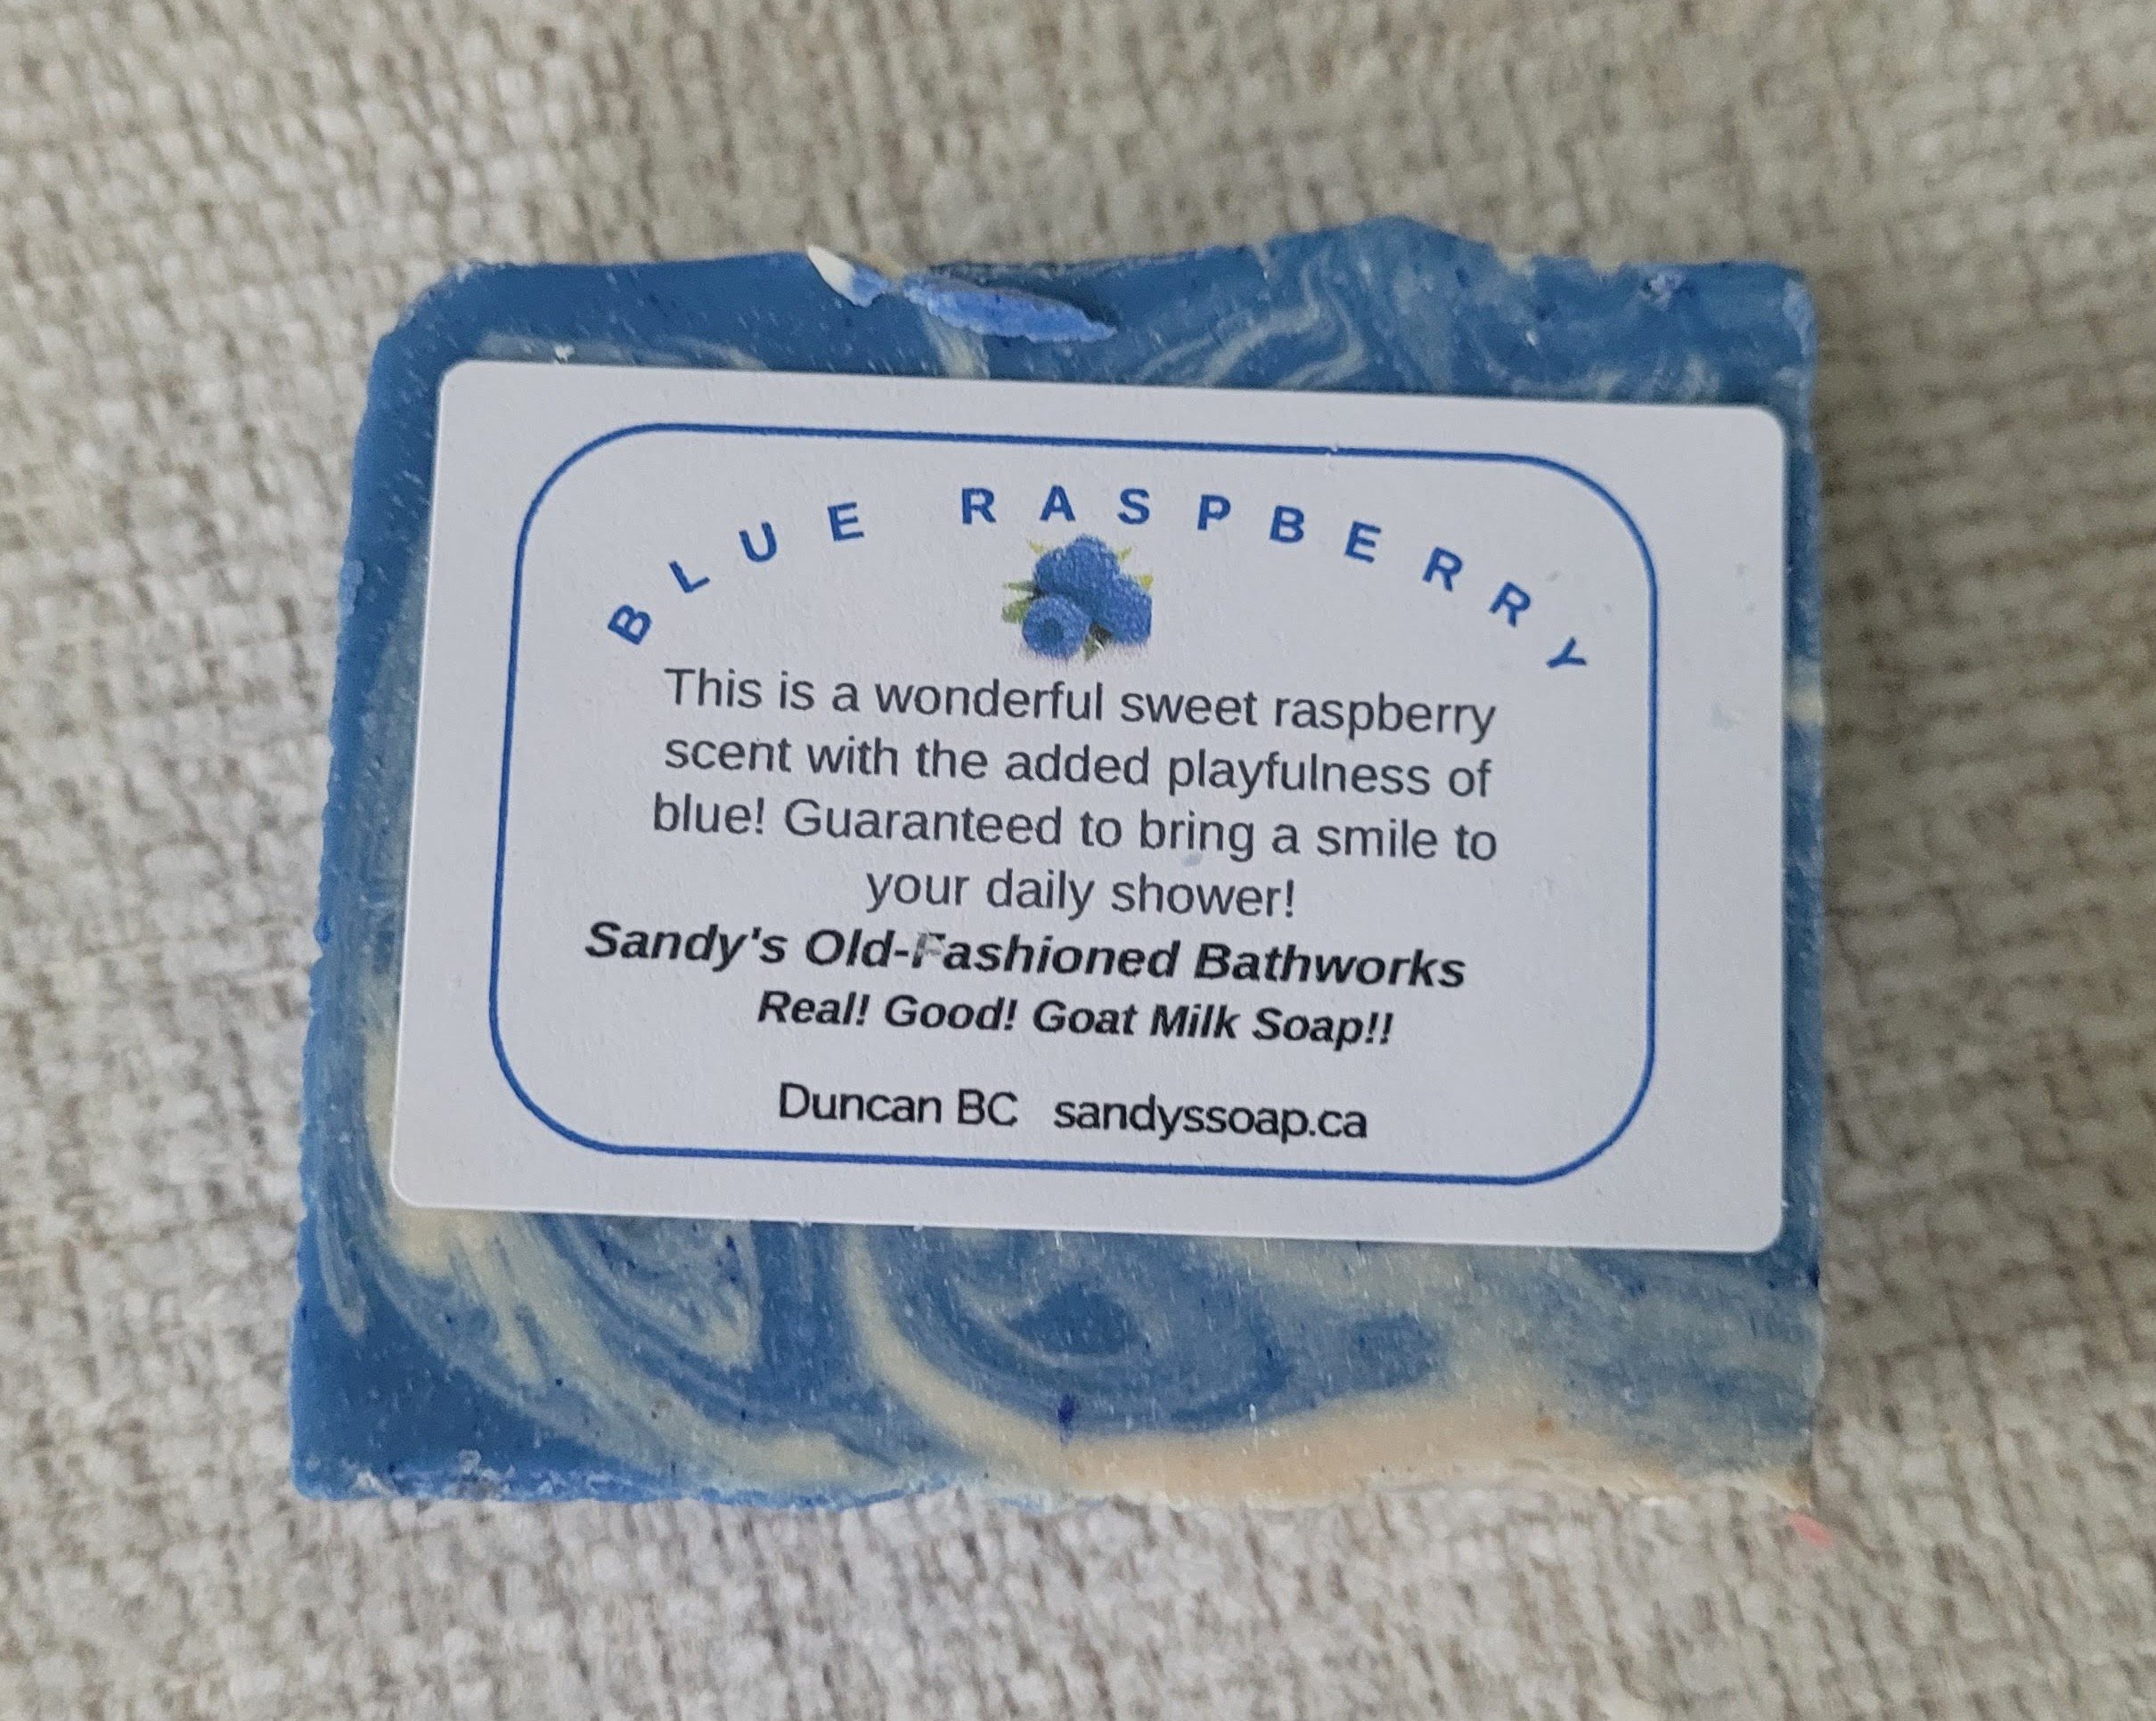 BLUE RASPBERRY
This is a wonderful sweet raspberry
scent with the added playfulness of
blue! Guaranteed to bring a smile to
your daily shower!
Sandy's Old-Fashioned Bathworks
Real! Good! Goat Milk Soap!!
Duncan BC sandyssoap.ca